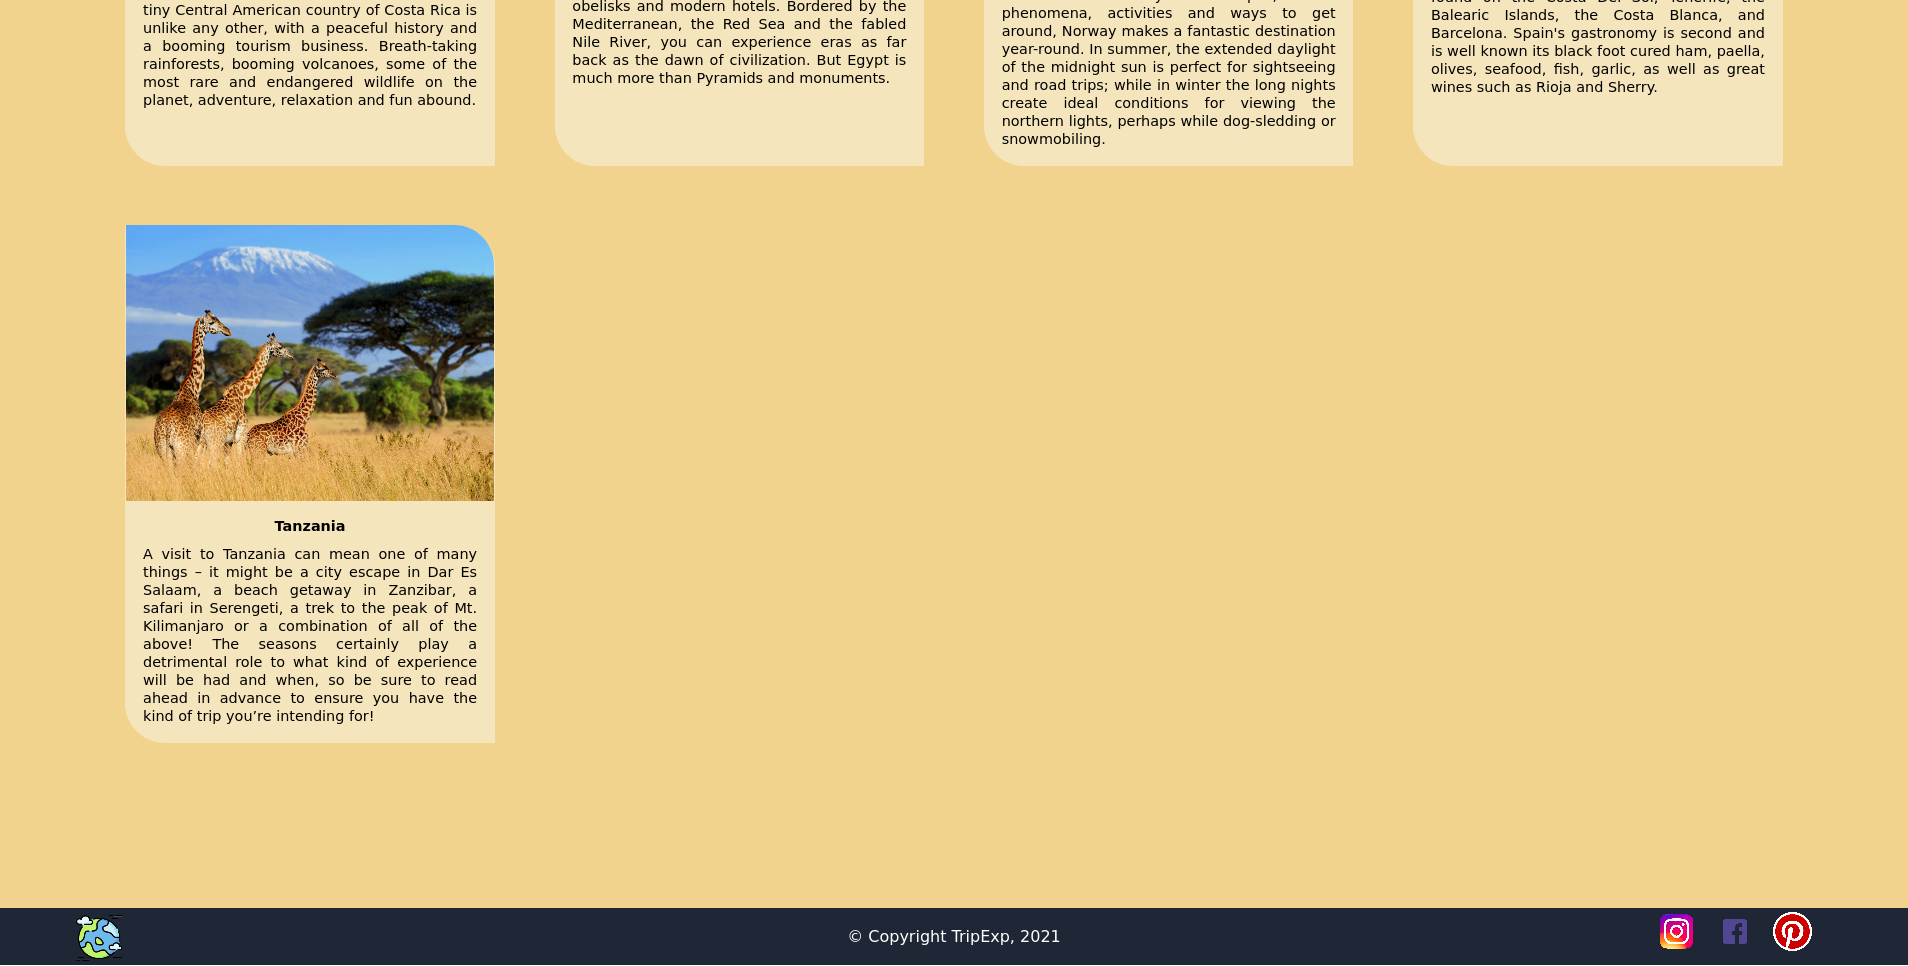 tiny Central American country of Costa Rica is
unlike any other, with a peaceful history and
a booming tourism business. Breath-taking
rainforests, booming volcanoes, some of the
most rare and endangered wildlife on the
planet, adventure, relaxation and fun abound.
obelisks and modern hotels. Bordered by the
Mediterranean, the Red Sea and the fabled
Nile River, you can experience eras as far
back as the dawn of civilization. But Egypt is
much more than Pyramids and monuments.
phenomena, activities and ways to get
around, Norway makes a fantastic destination
year-round. In summer, the extended daylight
of the midnight sun is perfect for sightseeing
and road trips; while in winter the long nights
create ideal conditions for viewing the
northern lights, perhaps while dog-sledding or
snowmobiling.
Balearic Islands, the Costa Blanca, and
Barcelona. Spain's gastronomy is second and
is well known its black foot cured ham, paella,
olives, seafood, fish, garlic, as well as great
wines such as Rioja and Sherry.
Tanzania
A visit to Tanzania can mean one of many
things – it might be a city escape in Dar Es
Salaam, a beach getaway in Zanzibar, a
safari in Serengeti, a trek to the peak of Mt.
Kilimanjaro or a combination of all of the
above! The seasons certainly play a
detrimental role to what kind of experience
will be had and when, so be sure to read
ahead in advance to ensure you have the
kind of trip you’re intending for!
© Copyright TripExp, 2021